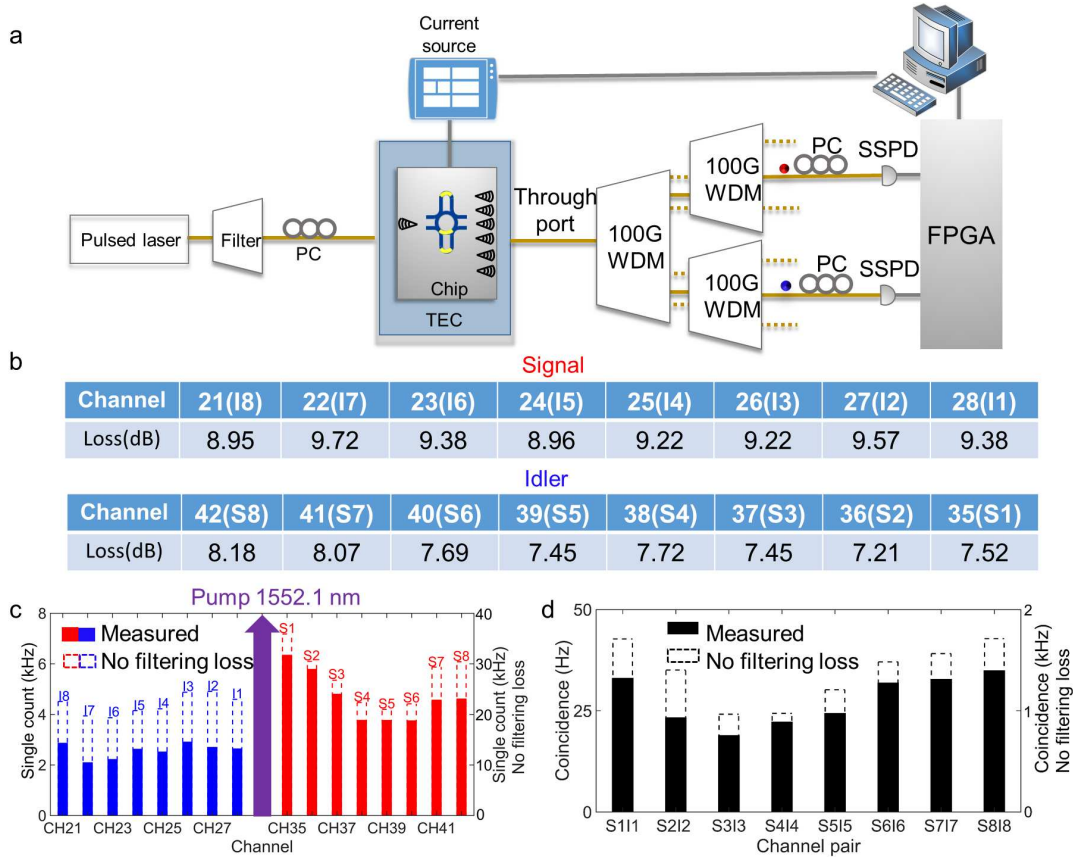 a
Current
source
Pulsed laser
Filter
PC
Chip
TEC
Through
port
100G
WDM
100G
WDM
100G
WDM
PC
SSPD
PC
SSPD
FPGA
b
Signal
Channel 21(I8) 22(I7) 23(I6) 24(I5) 25(I4) 26(I3) 27(I2) 28(I1)
Loss(dB) 8.95 9.72 9.38 8.96 9.22 9.22 9.57 9.38
Idler
Channel 42(S8) 41(S7) 40(S6) 39(S5) 38(S4) 37(S3) 36(S2) 35(S1)
Loss(dB) 8.18 8.07 7.69 7.45 7.72 7.45 7.21 7.52
c
Pump 1552.1 nm
Measured
No filtering loss
Single count (kHz)
8
6
4
2
0
I8 I7 I6 I5 I4 I3 I2 I1
S1 S2 S3 S4 S5 S6 S7 S8
40
30
20
10
0
Single count (kHz)
No filtering loss
CH21 CH23 CH25 CH27 CH35 CH37 CH39 CH41
Channel
d
Measured
No filtering loss
Coincidence (Hz)
50
25
0
2
1
0
Coincidence (kHz)
No filtering loss
S1I1 S2I2 S3I3 S4I4 S5I5 S6I6 S7I7 S8I8
Channel pair